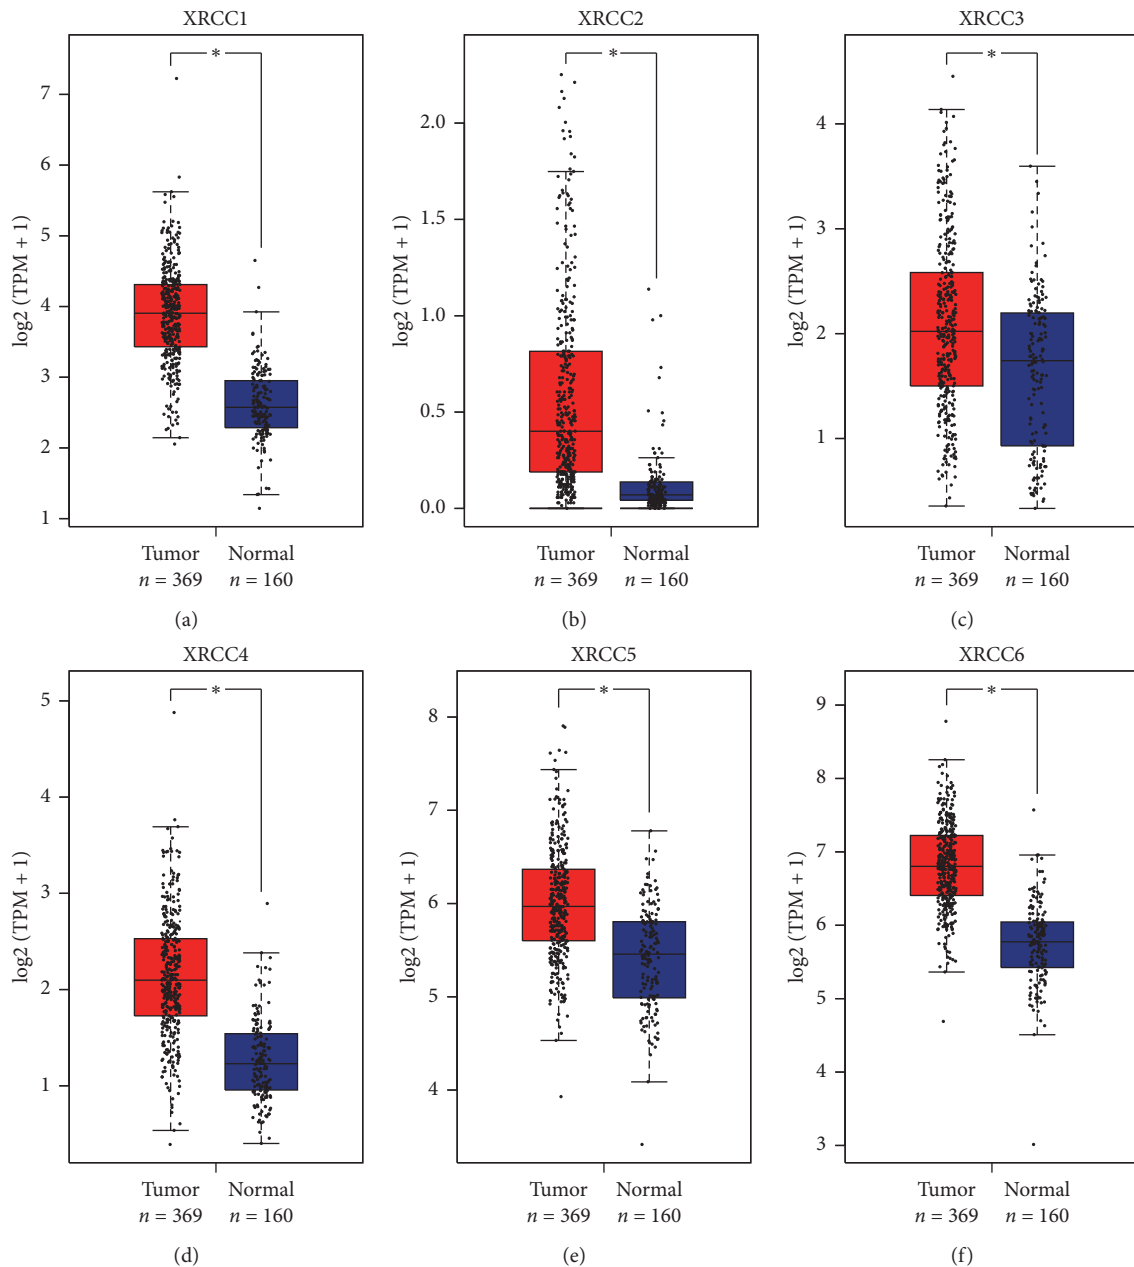 XRCC1
*
log2 (TPM + 1)
7
6
5
4
3
2
1
Tumor Normal
n = 369 n = 160
(a)
XRCC2
*
log2 (TPM + 1)
2.0
1.5
1.0
0.5
0.0
Tumor Normal
n = 369 n = 160
(b)
XRCC3
*
log2 (TPM + 1)
4
3
2
1
Tumor Normal
n = 369 n = 160
(c)
XRCC4
*
log2 (TPM + 1)
5
4
3
2
1
Tumor Normal
n = 369 n = 160
(d)
XRCC5
*
log2 (TPM + 1)
8
7
6
5
4
Tumor Normal
n = 369 n = 160
(e)
XRCC6
*
log2 (TPM + 1)
9
8
7
6
5
4
3
Tumor Normal
n = 369 n = 160
(f)